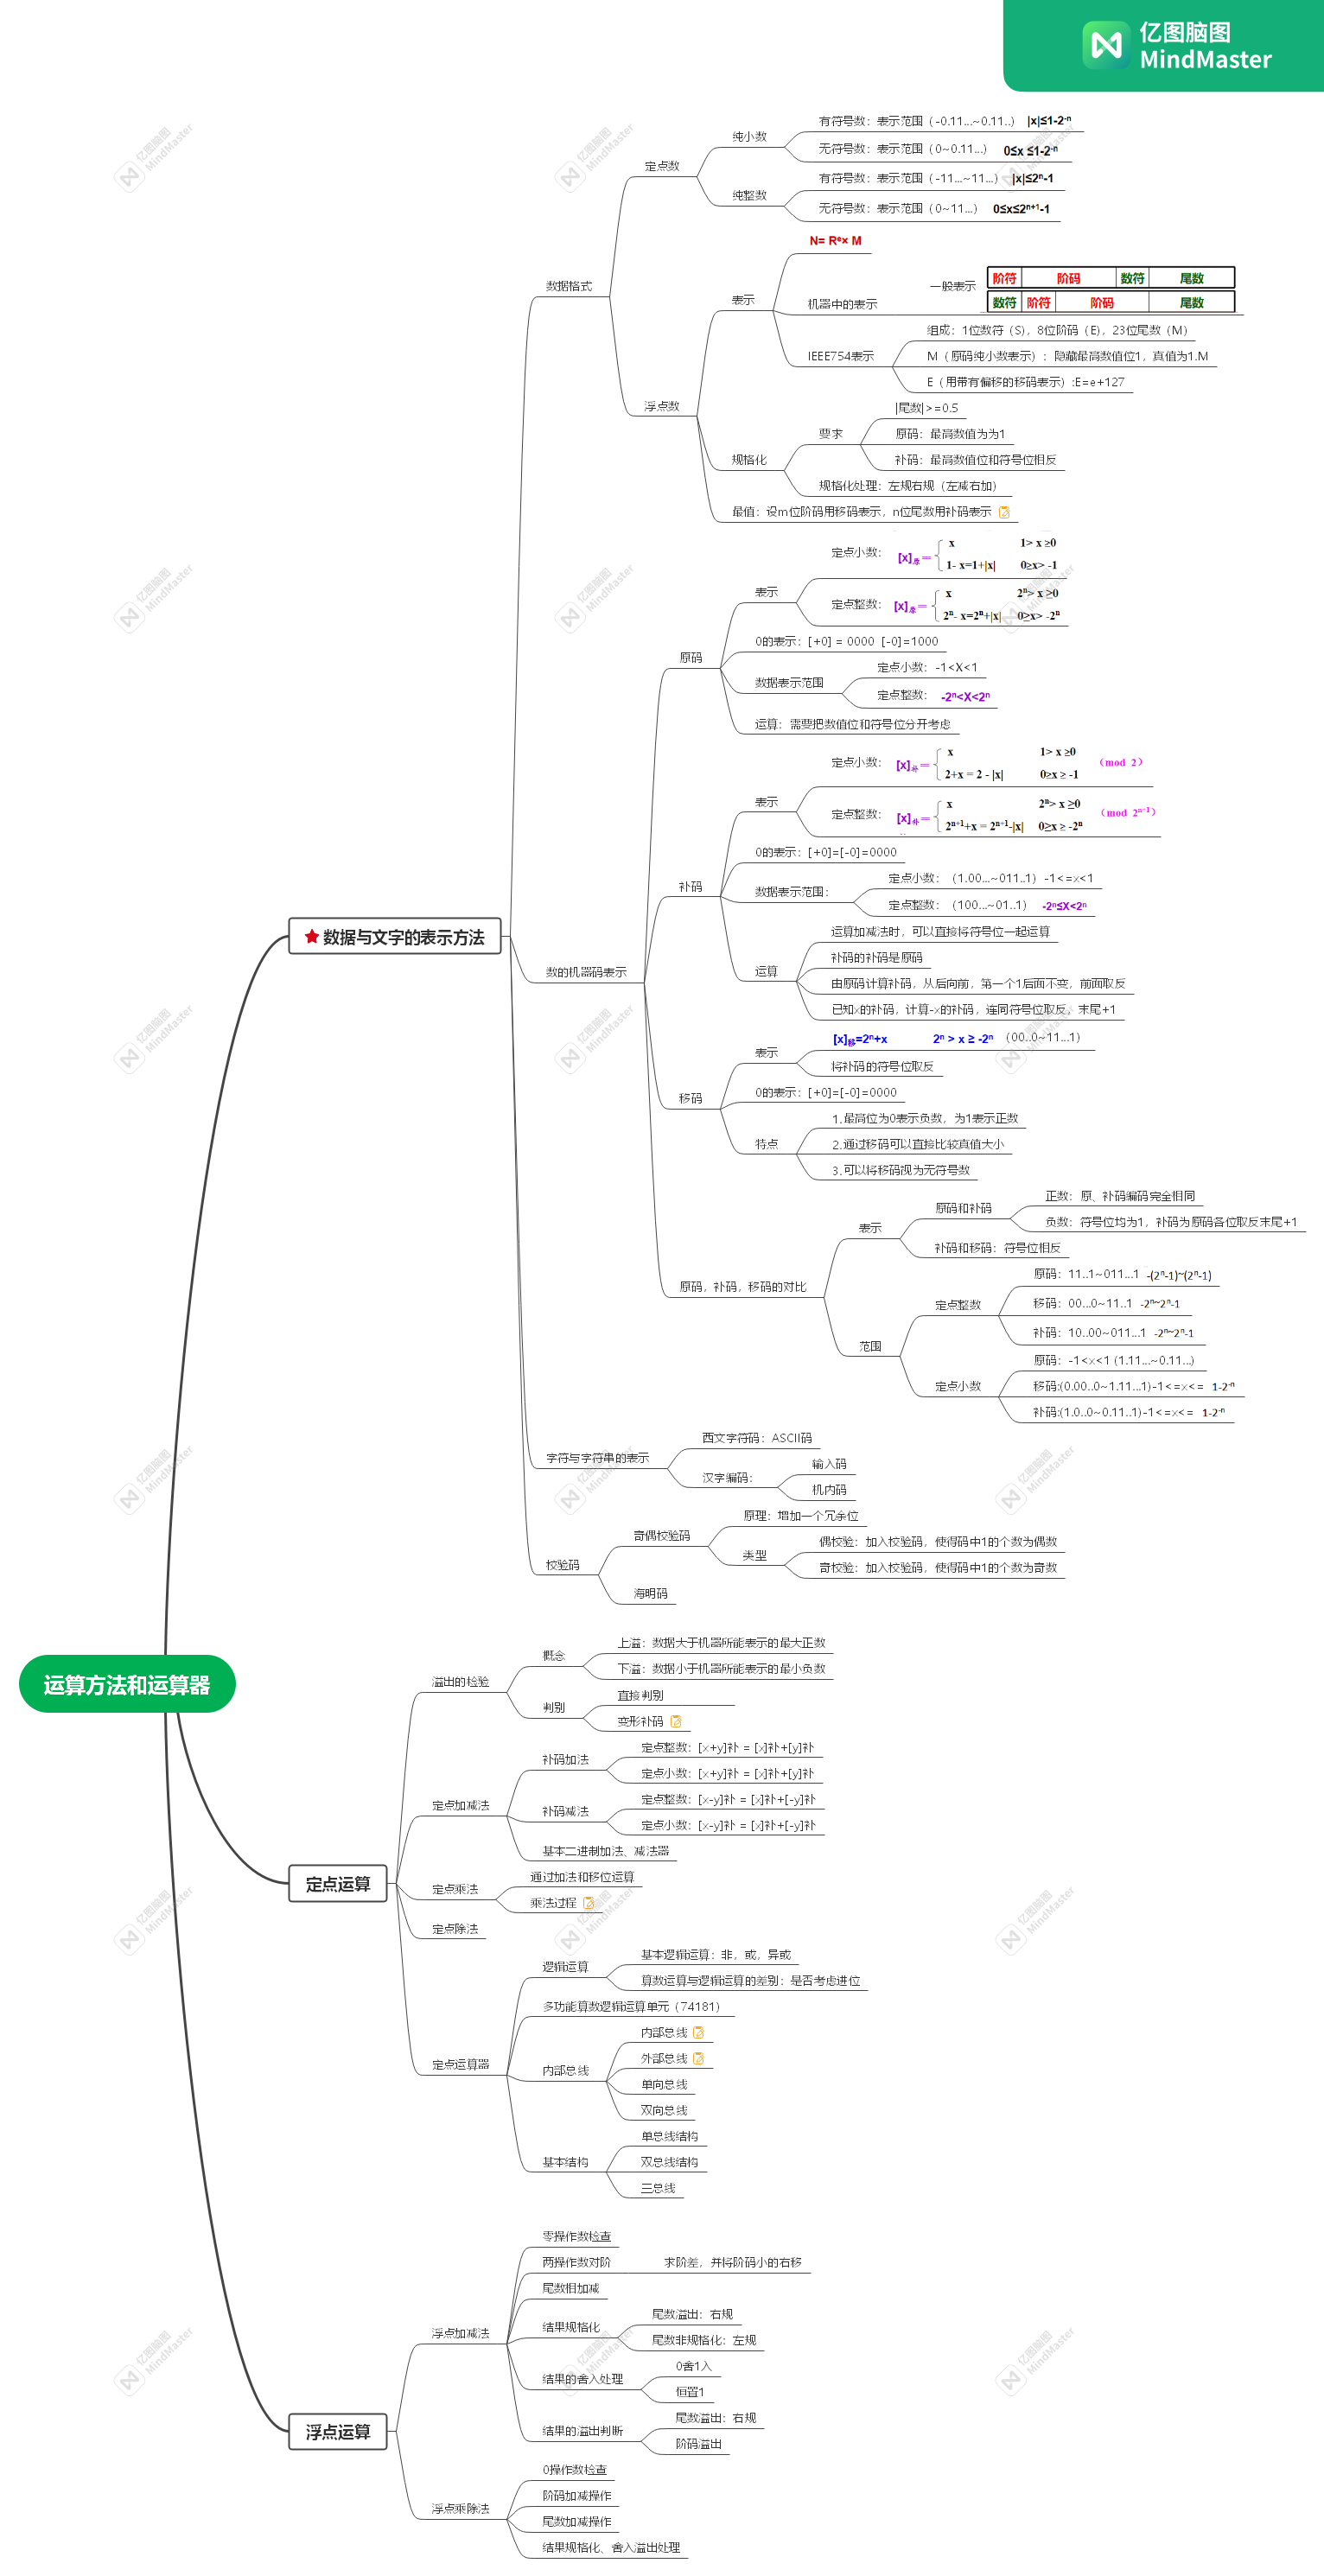 亿图脑图
MindMaster
运算方法和运算器
★ 数据与文字的表示方法
数据格式
定点数
纯小数
有符号数：表示范围（-0.11...~0.11..） |x|≤1-2-n
无符号数：表示范围（0~0.11...） 0≤x ≤1-2-n
纯整数
有符号数：表示范围（-11...~11...） |x|≤2n-1
无符号数：表示范围（0~11...） 0≤x≤2n+1-1
浮点数
表示
N= Re× M
机器中的表示
一般表示
阶符 阶码 数符 尾数
数符 阶符 阶码 尾数
IEEE754表示
组成：1位数符（S），8位阶码（E），23位尾数（M）
M（原码纯小数表示）：隐藏最高数值位1，真值为1.M
E（用带有偏移的移码表示）:E=e+127
规格化
要求
|尾数|>=0.5
原码：最高数值为为1
补码：最高数值位和符号位相反
规格化处理：左规右规（左减右加）
最值：设m位阶码用移码表示，n位尾数用补码表示
数的机器码表示
原码
表示
定点小数： [x]原＝ x 1> x ≥0
1- x=1+|x| 0≥x> -1
定点整数： [x]原＝ x 2n> x ≥0
2n- x=2n+|x| 0≥x> -2n
0的表示：[+0] = 0000 [-0]=1000
数据表示范围
定点小数：-1<X<1
定点整数： -2n<X<2n
运算：需要把数值位和符号位分开考虑
补码
表示
定点小数： [x]补＝ x 1> x ≥0 （mod 2）
2+x = 2 - |x| 0≥x ≥ -1
定点整数： [x]补＝ x 2n> x ≥0 （mod 2n+1）
2n+1+x = 2n+1-|x| 0≥x ≥ -2n
0的表示：[+0]=[-0]=0000
数据表示范围：
定点小数：（1.00...~011..1）-1<=x<1
定点整数：（100...~01..1） -2n≤X<2n
运算
运算加减法时，可以直接将符号位一起运算
补码的补码是原码
由原码计算补码，从后向前，第一个1后面不变，前面取反
已知x的补码，计算-x的补码，连同符号位取反，末尾+1
移码
表示
[x]移=2n+x 2n > x ≥ -2n （00..0~11...1）
将补码的符号位取反
0的表示：[+0]=[-0]=0000
特点
1.最高位为0表示负数，为1表示正数
2.通过移码可以直接比较真值大小
3.可以将移码视为无符号数
原码，补码，移码的对比
表示
原码和补码
正数：原、补码编码完全相同
负数：符号位均为1，补码为原码各位取反末尾+1
补码和移码：符号位相反
范围
定点整数
原码：11..1~011...1 -(2n-1)~(2n-1)
移码：00...0~11..1 -2n~2n-1
补码：10..00~011...1 -2n~2n-1
定点小数
原码：-1<x<1 (1.11...~0.11...)
移码:(0.00..0~1.11...1)-1<=x<= 1-2-n
补码:(1.0..0~0.11..1)-1<=x<= 1-2-n
字符与字符串的表示
西文字符码：ASCII码
汉字编码：
输入码
机内码
校验码
奇偶校验码
原理：增加一个冗余位
类型
偶校验：加入校验码，使得码中1的个数为偶数
奇校验：加入校验码，使得码中1的个数为奇数
海明码
定点运算
溢出的检验
概念
上溢：数据大于机器所能表示的最大正数
下溢：数据小于机器所能表示的最小负数
判别
直接判别
变形补码
定点加减法
补码加法
定点整数：[x+y]补 = [x]补+[y]补
定点小数：[x+y]补 = [x]补+[y]补
补码减法
定点整数：[x-y]补 = [x]补+[-y]补
定点小数：[x-y]补 = [x]补+[-y]补
基本二进制加法、减法器
定点乘法
通过加法和移位运算
乘法过程
定点除法
定点运算器
逻辑运算
基本逻辑运算：非，或，异或
算数运算与逻辑运算的差别：是否考虑进位
多功能算数逻辑运算单元（74181）
内部总线
内部总线
外部总线
单向总线
双向总线
基本结构
单总线结构
双总线结构
三总线
浮点运算
浮点加减法
零操作数检查
两操作数对阶
求阶差，并将阶码小的右移
尾数相加减
结果规格化
尾数溢出：右规
尾数非规格化：左规
结果的舍入处理
0舍1入
恒置1
结果的溢出判断
尾数溢出：右规
阶码溢出
浮点乘除法
0操作数检查
阶码加减操作
尾数加减操作
结果规格化、舍入溢出处理